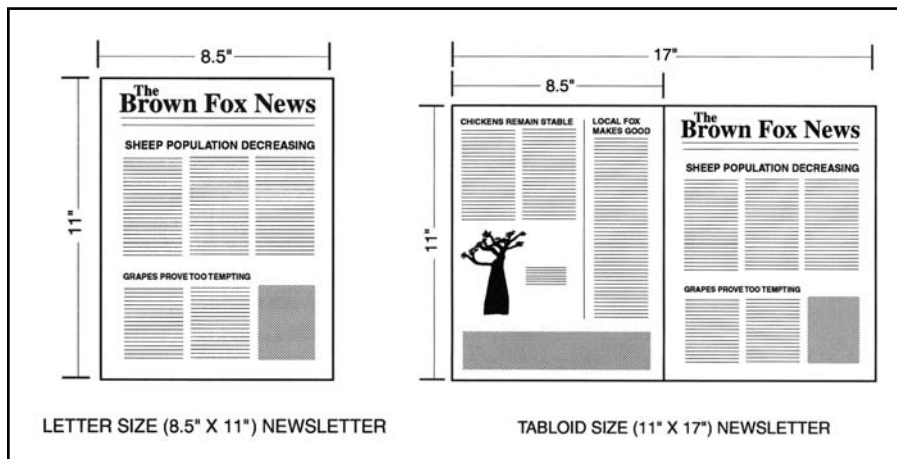 8.5"
11"
The
Brown Fox News
SHEEP POPULATION DECREASING
GRAPES PROVE TOO TEMPTING
LETTER SIZE (8.5" X 11") NEWSLETTER
17"
8.5"
11"
CHICKENS REMAIN STABLE
LOCAL FOX
MAKES GOOD
The
Brown Fox News
SHEEP POPULATION DECREASING
GRAPES PROVE TOO TEMPTING
TABLOID SIZE (11" X 17") NEWSLETTER